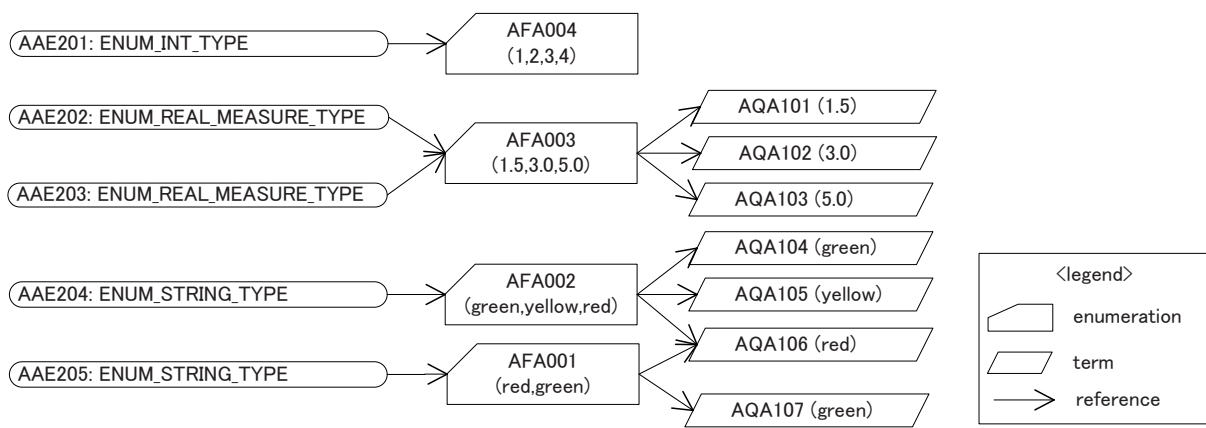 AAE201: ENUM_INT_TYPE
AFA004
(1,2,3,4)
AAE202: ENUM_REAL_MEASURE_TYPE
AAE203: ENUM_REAL_MEASURE_TYPE
AFA003
(1.5,3.0,5.0)
AQA101 (1.5)
AQA102 (3.0)
AQA103 (5.0)
AAE204: ENUM_STRING_TYPE
AFA002
(green,yellow,red)
AQA104 (green)
AQA105 (yellow)
AQA106 (red)
AAE205: ENUM_STRING_TYPE
AFA001
(red,green)
AQA107 (green)
<legend>
enumeration
term
reference